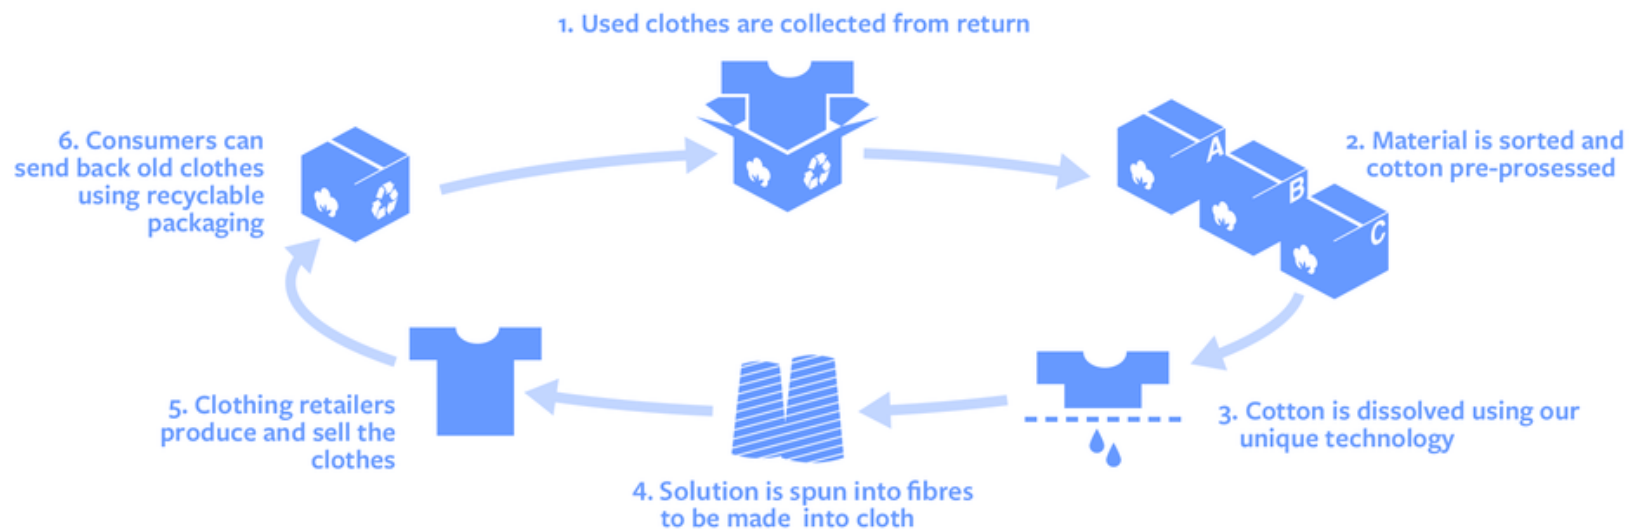 1. Used clothes are collected from return
6. Consumers can
send back old clothes
using recyclable
packaging
A
B
C
2. Material is sorted and
cotton pre-prosessed
5. Clothing retailers
produce and sell the
clothes
3. Cotton is dissolved using our
unique technology
4. Solution is spun into fibres
to be made into cloth